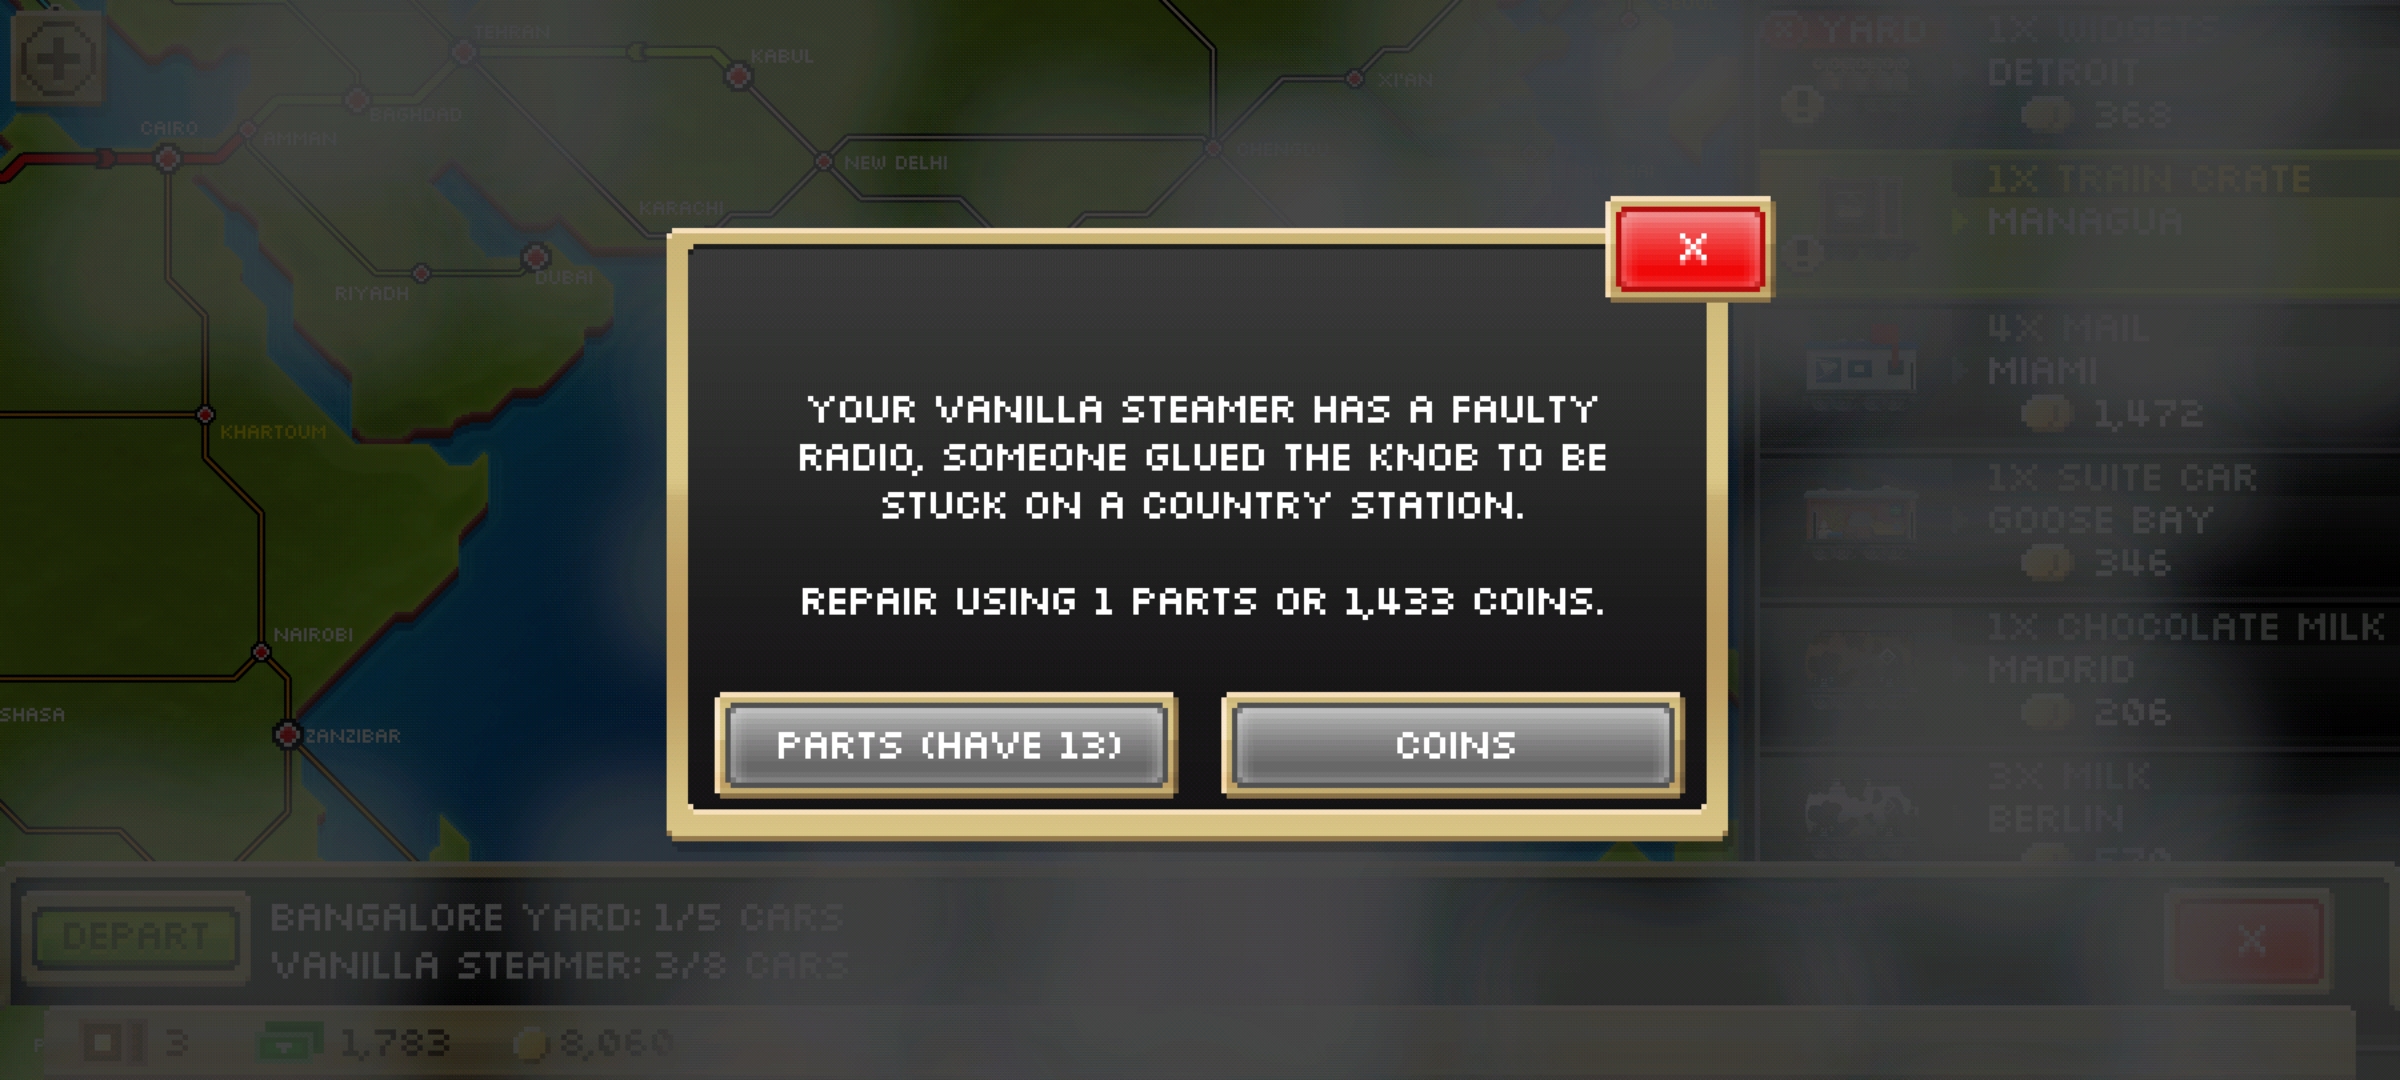 TEHRAN
KABUL
XI'AN
BAGHDAD
CAIRO
AMMAN
NEW DELHI
KARACHI
RIYADH
DUBAI
KHARTOUM
NAIROBI
SHASA
ZANZIBAR
YARD
1X WIDGETS
DETROIT
368
1X TRAIN CRATE
MANAGUA
4X MAIL
MIAMI
1,472
1X SUITE CAR
GOOSE BAY
346
1X CHOCOLATE MILK
MADRID
206
3X MILK
BERLIN
X
YOUR VANILLA STEAMER HAS A FAULTY
RADIO, SOMEONE GLUED THE KNOB TO BE
STUCK ON A COUNTRY STATION.
REPAIR USING 1 PARTS OR 1,433 COINS.
PARTS (HAVE 13)
COINS
DEPART
BANGALORE YARD: 1/5 CARS
VANILLA STEAMER: 3/8 CARS
X
3
1,783
8,060